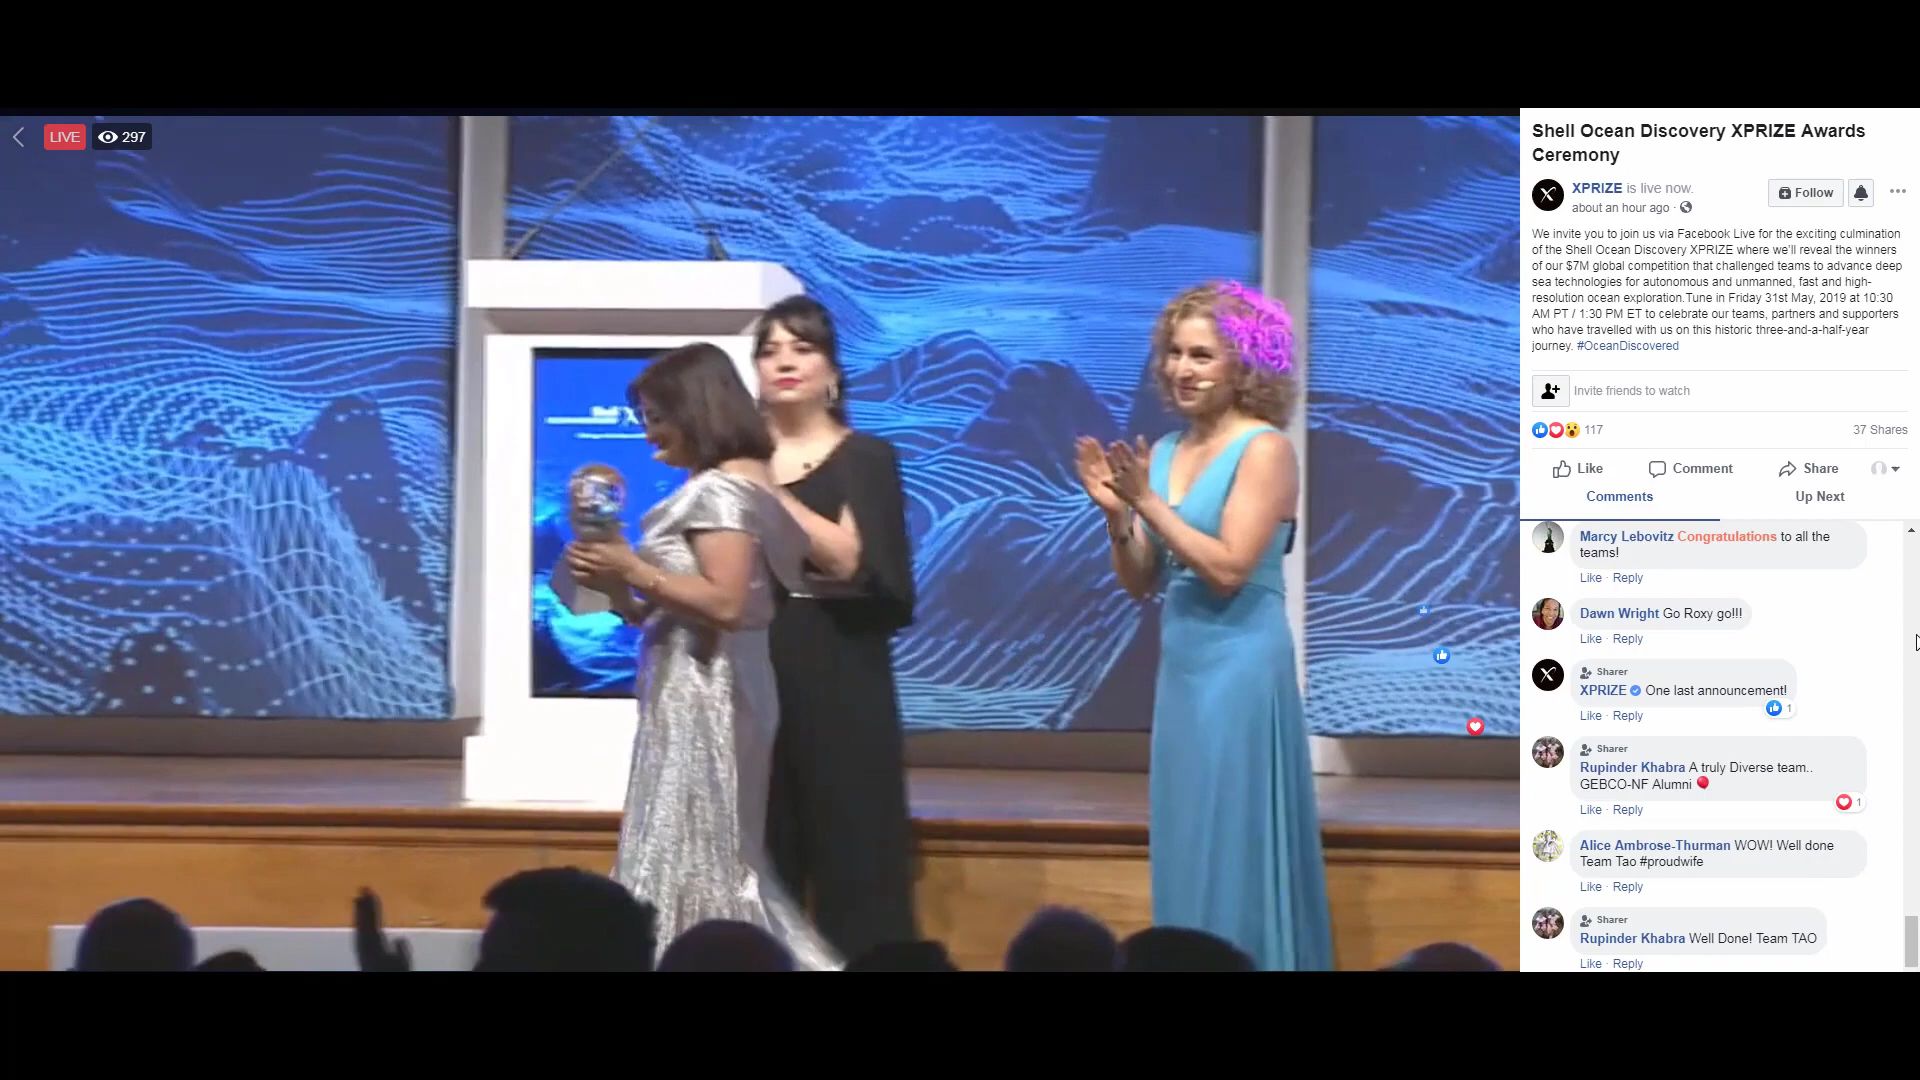 LIVE
297
Shell Ocean Discovery XPRIZE Awards
Ceremony
XPRIZE is live now.
about an hour ago ·
Follow
We invite you to join us via Facebook Live for the exciting culmination
of the Shell Ocean Discovery XPRIZE where we'll reveal the winners
of our $7M global competition that challenged teams to advance deep
sea technologies for autonomous and unmanned, fast and high-
resolution ocean exploration.Tune in Friday 31st May, 2019 at 10:30
AM PT / 1:30 PM ET to celebrate our teams, partners and supporters
who have travelled with us on this historic three-and-a-half-year
journey. #OceanDiscovered
Invite friends to watch
117
37 Shares
Like
Comment
Share
Comments
Up Next
Marcy Lebovitz Congratulations to all the
teams!
Like · Reply
Dawn Wright Go Roxy go!!!
Like · Reply
Sharer
XPRIZE One last announcement!
1
Like · Reply
Sharer
Rupinder Khabra A truly Diverse team..
GEBCO-NF Alumni
1
Like · Reply
Alice Ambrose-Thurman WOW! Well done
Team Tao #proudwife
Like · Reply
Sharer
Rupinder Khabra Well Done! Team TAO
Like · Reply